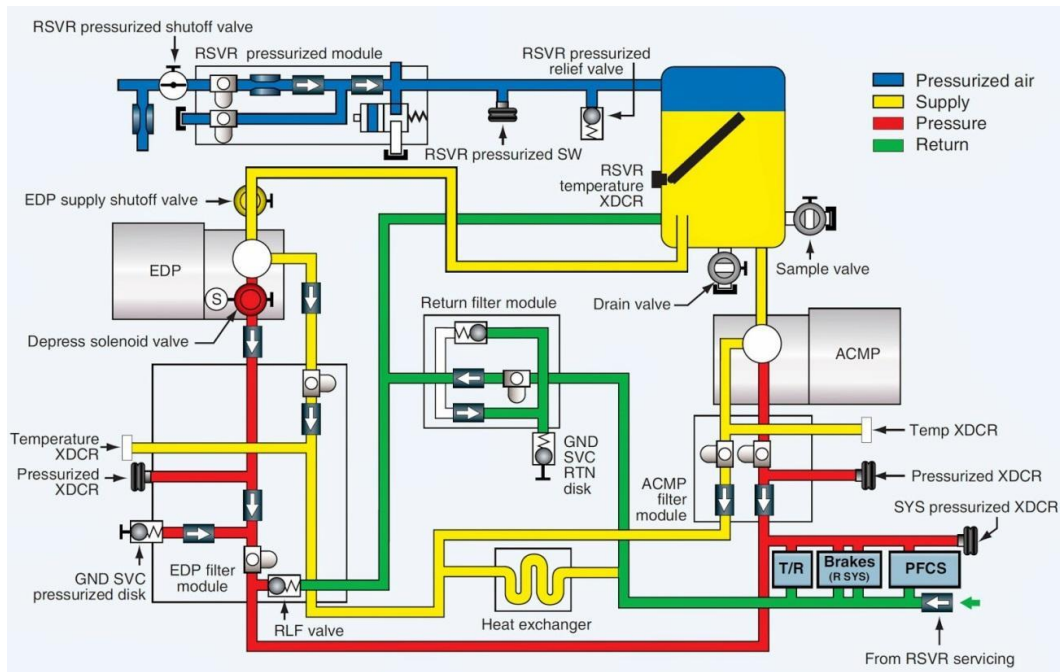 RSVR pressurized shutoff valve
RSVR pressurized module
RSVR pressurized
relief valve
Pressurized air
Supply
Pressure
Return
RSVR pressurized SW
RSVR
temperature
XDCR
EDP supply shutoff valve
Sample valve
EDP
S
Drain valve
Return filter module
Depress solenoid valve
ACMP
Temperature
XDCR
Temp XDCR
GND
SVC
RTN
disk
Pressurized
XDCR
Pressurized XDCR
ACMP
filter
module
SYS pressurized XDCR
GND SVC
pressurized disk
EDP filter
module
T/R
Brakes
(R SYS)
PFCS
RLF valve
Heat exchanger
From RSVR servicing